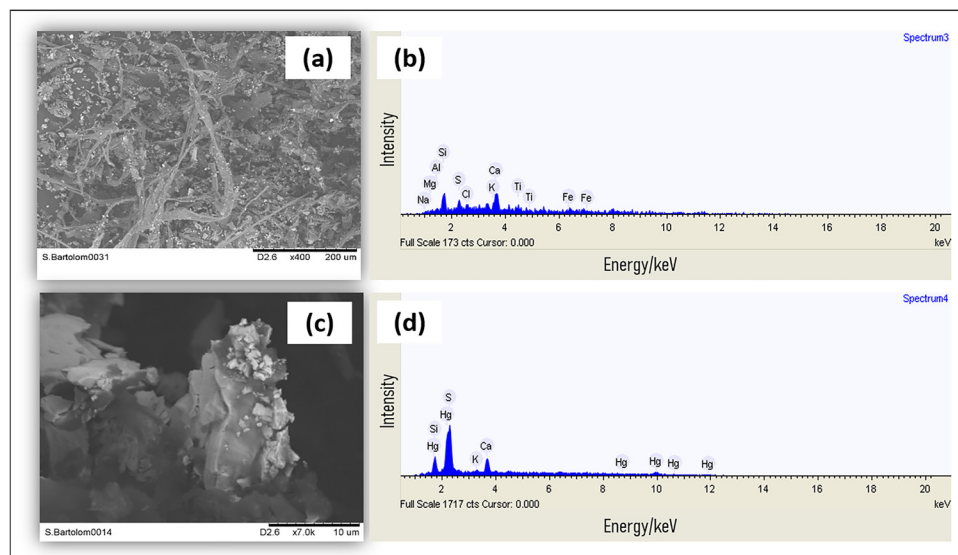 (a)
S.Bartolom0031 D2.6 x400 200 um
(b)
Spectrum3
Intensity
Si
Al
Mg
Na
S
Cl
Ca
K
Ti
Ti
Fe
Fe
2 4 6 8 10 12 14 16 18 20
Full Scale 173 cts Cursor: 0.000 keV
Energy/keV
(c)
S.Bartolom0014 D2.6 x7.0k 10 um
(d)
Spectrum4
Intensity
S
Hg
Si
Hg
K
Ca
Hg
Hg
Hg
Hg
2 4 6 8 10 12 14 16 18 20
Full Scale 1717 cts Cursor: 0.000 keV
Energy/keV